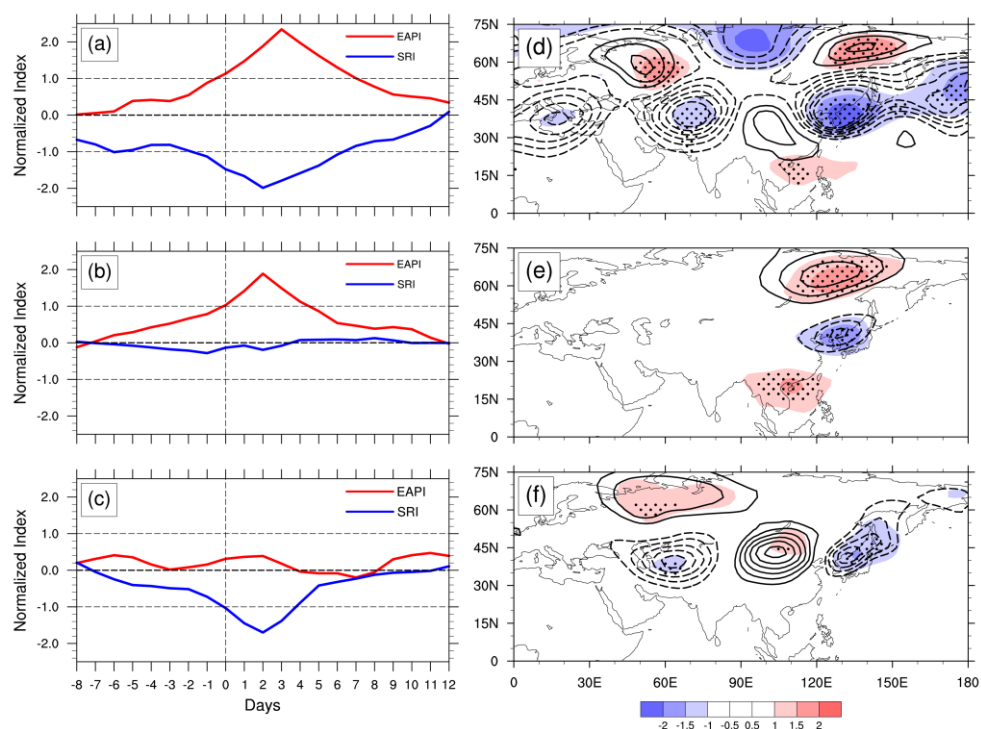 (a)
EAPI
SRI
Normalized Index
1.0
0.0
-1.0
-2.0
(b)
EAPI
SRI
Normalized Index
2.0
1.0
0.0
-1.0
-2.0
(c)
EAPI
SRI
Normalized Index
2.0
1.0
0.0
-1.0
-2.0
-8 -7 -6 -5 -4 -3 -2 -1 0 1 2 3 4 5 6 7 8 9 10 11 12
Days
(d)
75N
60N
45N
30N
15N
0
(e)
75N
60N
45N
30N
15N
0
(f)
75N
60N
45N
30N
15N
0
0 30E 60E 90E 120E 150E 180
-2 -1.5 -1 -0.5 0.5 1 1.5 2